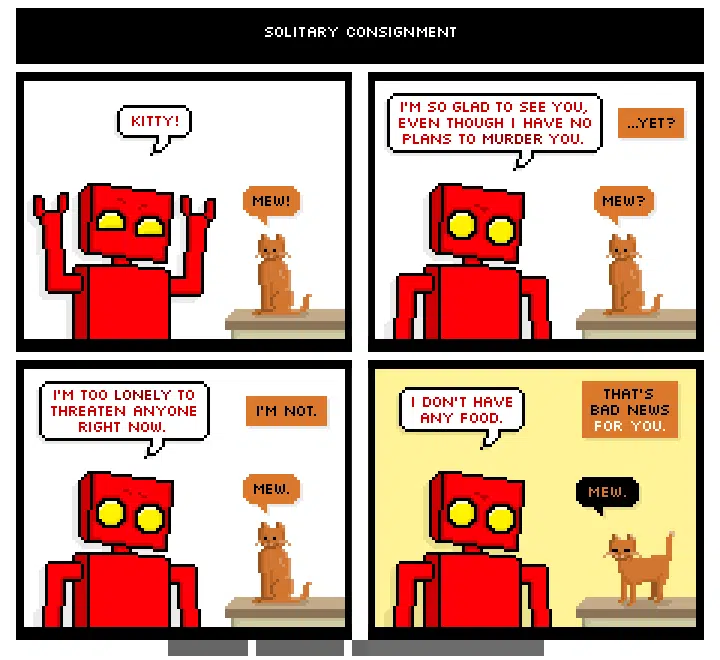 SOLITARY CONSIGNMENT
KITTY!
MEW!
I'M SO GLAD TO SEE YOU,
EVEN THOUGH I HAVE NO
PLANS TO MURDER YOU.
...YET?
MEW?
I'M TOO LONELY TO
THREATEN ANYONE
RIGHT NOW.
I'M NOT.
MEW.
I DON'T HAVE
ANY FOOD.
THAT'S
BAD NEWS
FOR YOU.
MEW.